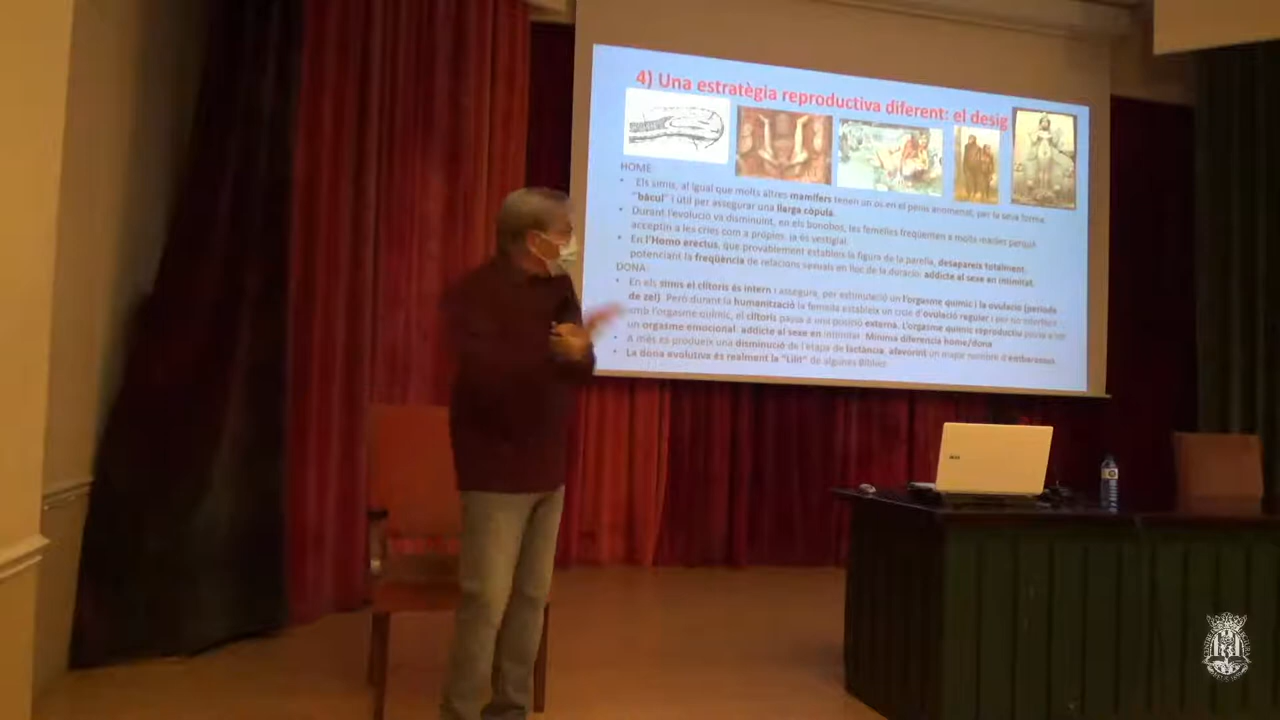 4) Una estratègia reproductiva diferent: el desig
HOME:
• Els simis, al igual que molts altres mamífers tenen un os en el penis anomenat, per la seva forma,
"bàcul" i útil per assegurar una llarga còpula.
• Durant l'evolució va disminuint, en els bonobos, les femelles freqüenten a molts mascles perquè
acceptin a les cries com a pròpies, ja és vestigial.
• En l'Homo erectus, que provablement estableix la figura de la parella, desapareix totalment,
potenciant la freqüència de relacions sexuals en lloc de la duració: addicte al sexe en intimitat.
DONA:
• En els simis el clítoris és intern i assegura, per estimulació un l'orgasme químic i la ovulació (període
de zel). Però durant la humanització la femella estableix un cicle d'ovulació regular i per no interferir
amb l'orgasme químic, el clítoris passa a una posició externa. L'orgasme químic reproductiu passa a ser
un orgasme emocional: addicte al sexe en intimitat. Mínima diferència home/dona
• A més es produeix una disminució de l'etapa de lactància, afavorint un major nombre d'embarassos.
• La dona evolutiva és realment la "Lilit" de algunes Bíblies